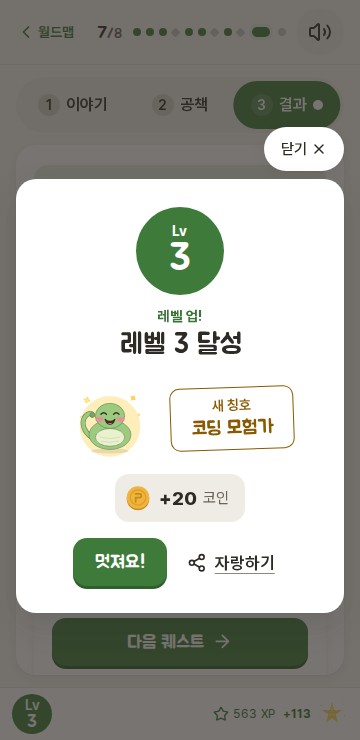 월드맵 7/8
1 이야기 2 공책 3 결과
닫기
Lv
3
레벨 업!
레벨 3 달성
새 칭호
코딩 모험가
+20 코인
멋져요! 자랑하기
다음 퀘스트
Lv
3
563 XP +113